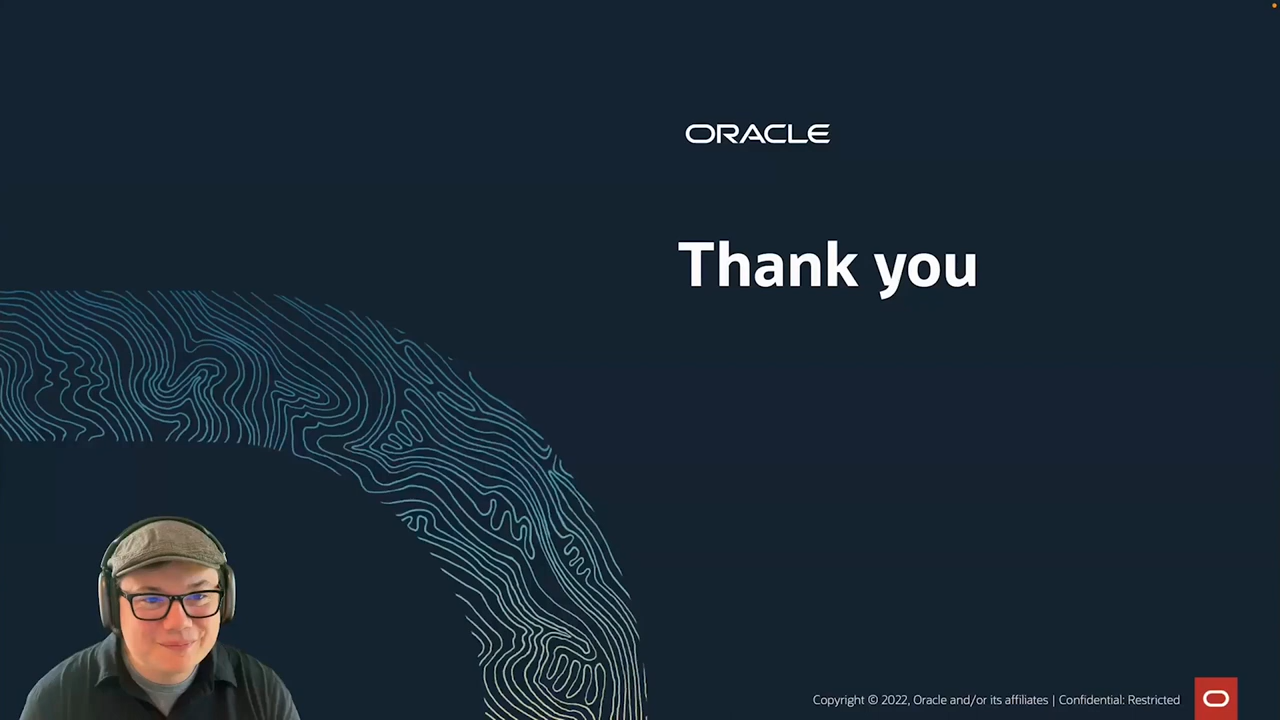 ORACLE
Thank you
Copyright © 2022, Oracle and/or its affiliates | Confidential: Restricted